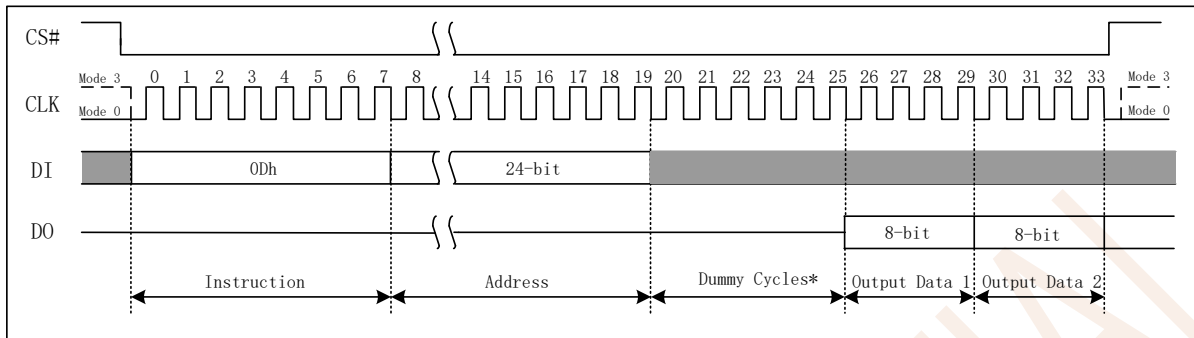 CS#
Mode 3 0 1 2 3 4 5 6 7 8 14 15 16 17 18 19 20 21 22 23 24 25 26 27 28 29 30 31 32 33 Mode 3
CLK
Mode 0 Mode 0
DI 0Dh 24-bit
DO 8-bit 8-bit
Instruction Address Dummy Cycles* Output Data 1 Output Data 2